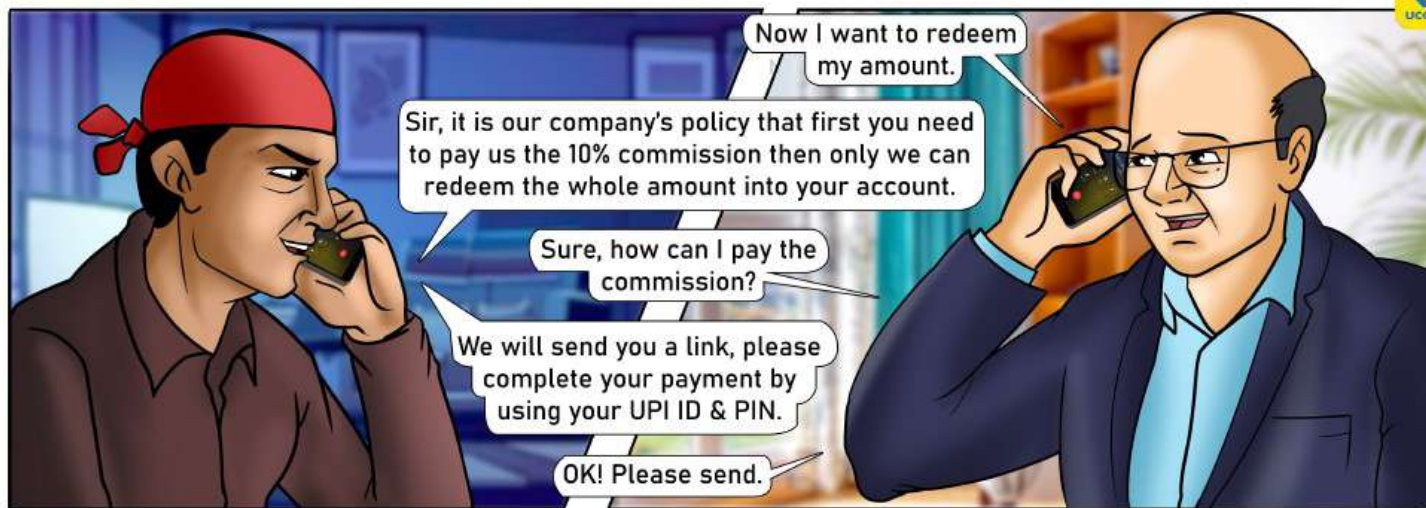 Now I want to redeem
my amount.
Sir, it is our company's policy that first you need
to pay us the 10% commission then only we can
redeem the whole amount into your account.
Sure, how can I pay the
commission?
We will send you a link, please
complete your payment by
using your UPI ID & PIN.
OK! Please send.